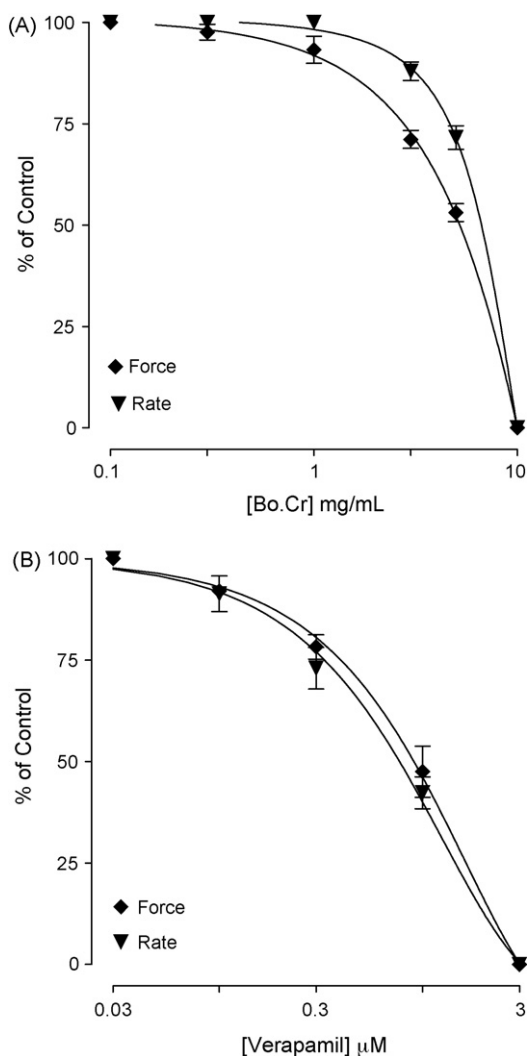 (A)
100
75
50
25
0
% of Control
Force
Rate
0.1 1 10
[Bo.Cr] mg/mL
(B)
100
75
50
25
0
% of Control
Force
Rate
0.03 0.3 3
[Verapamil] μM